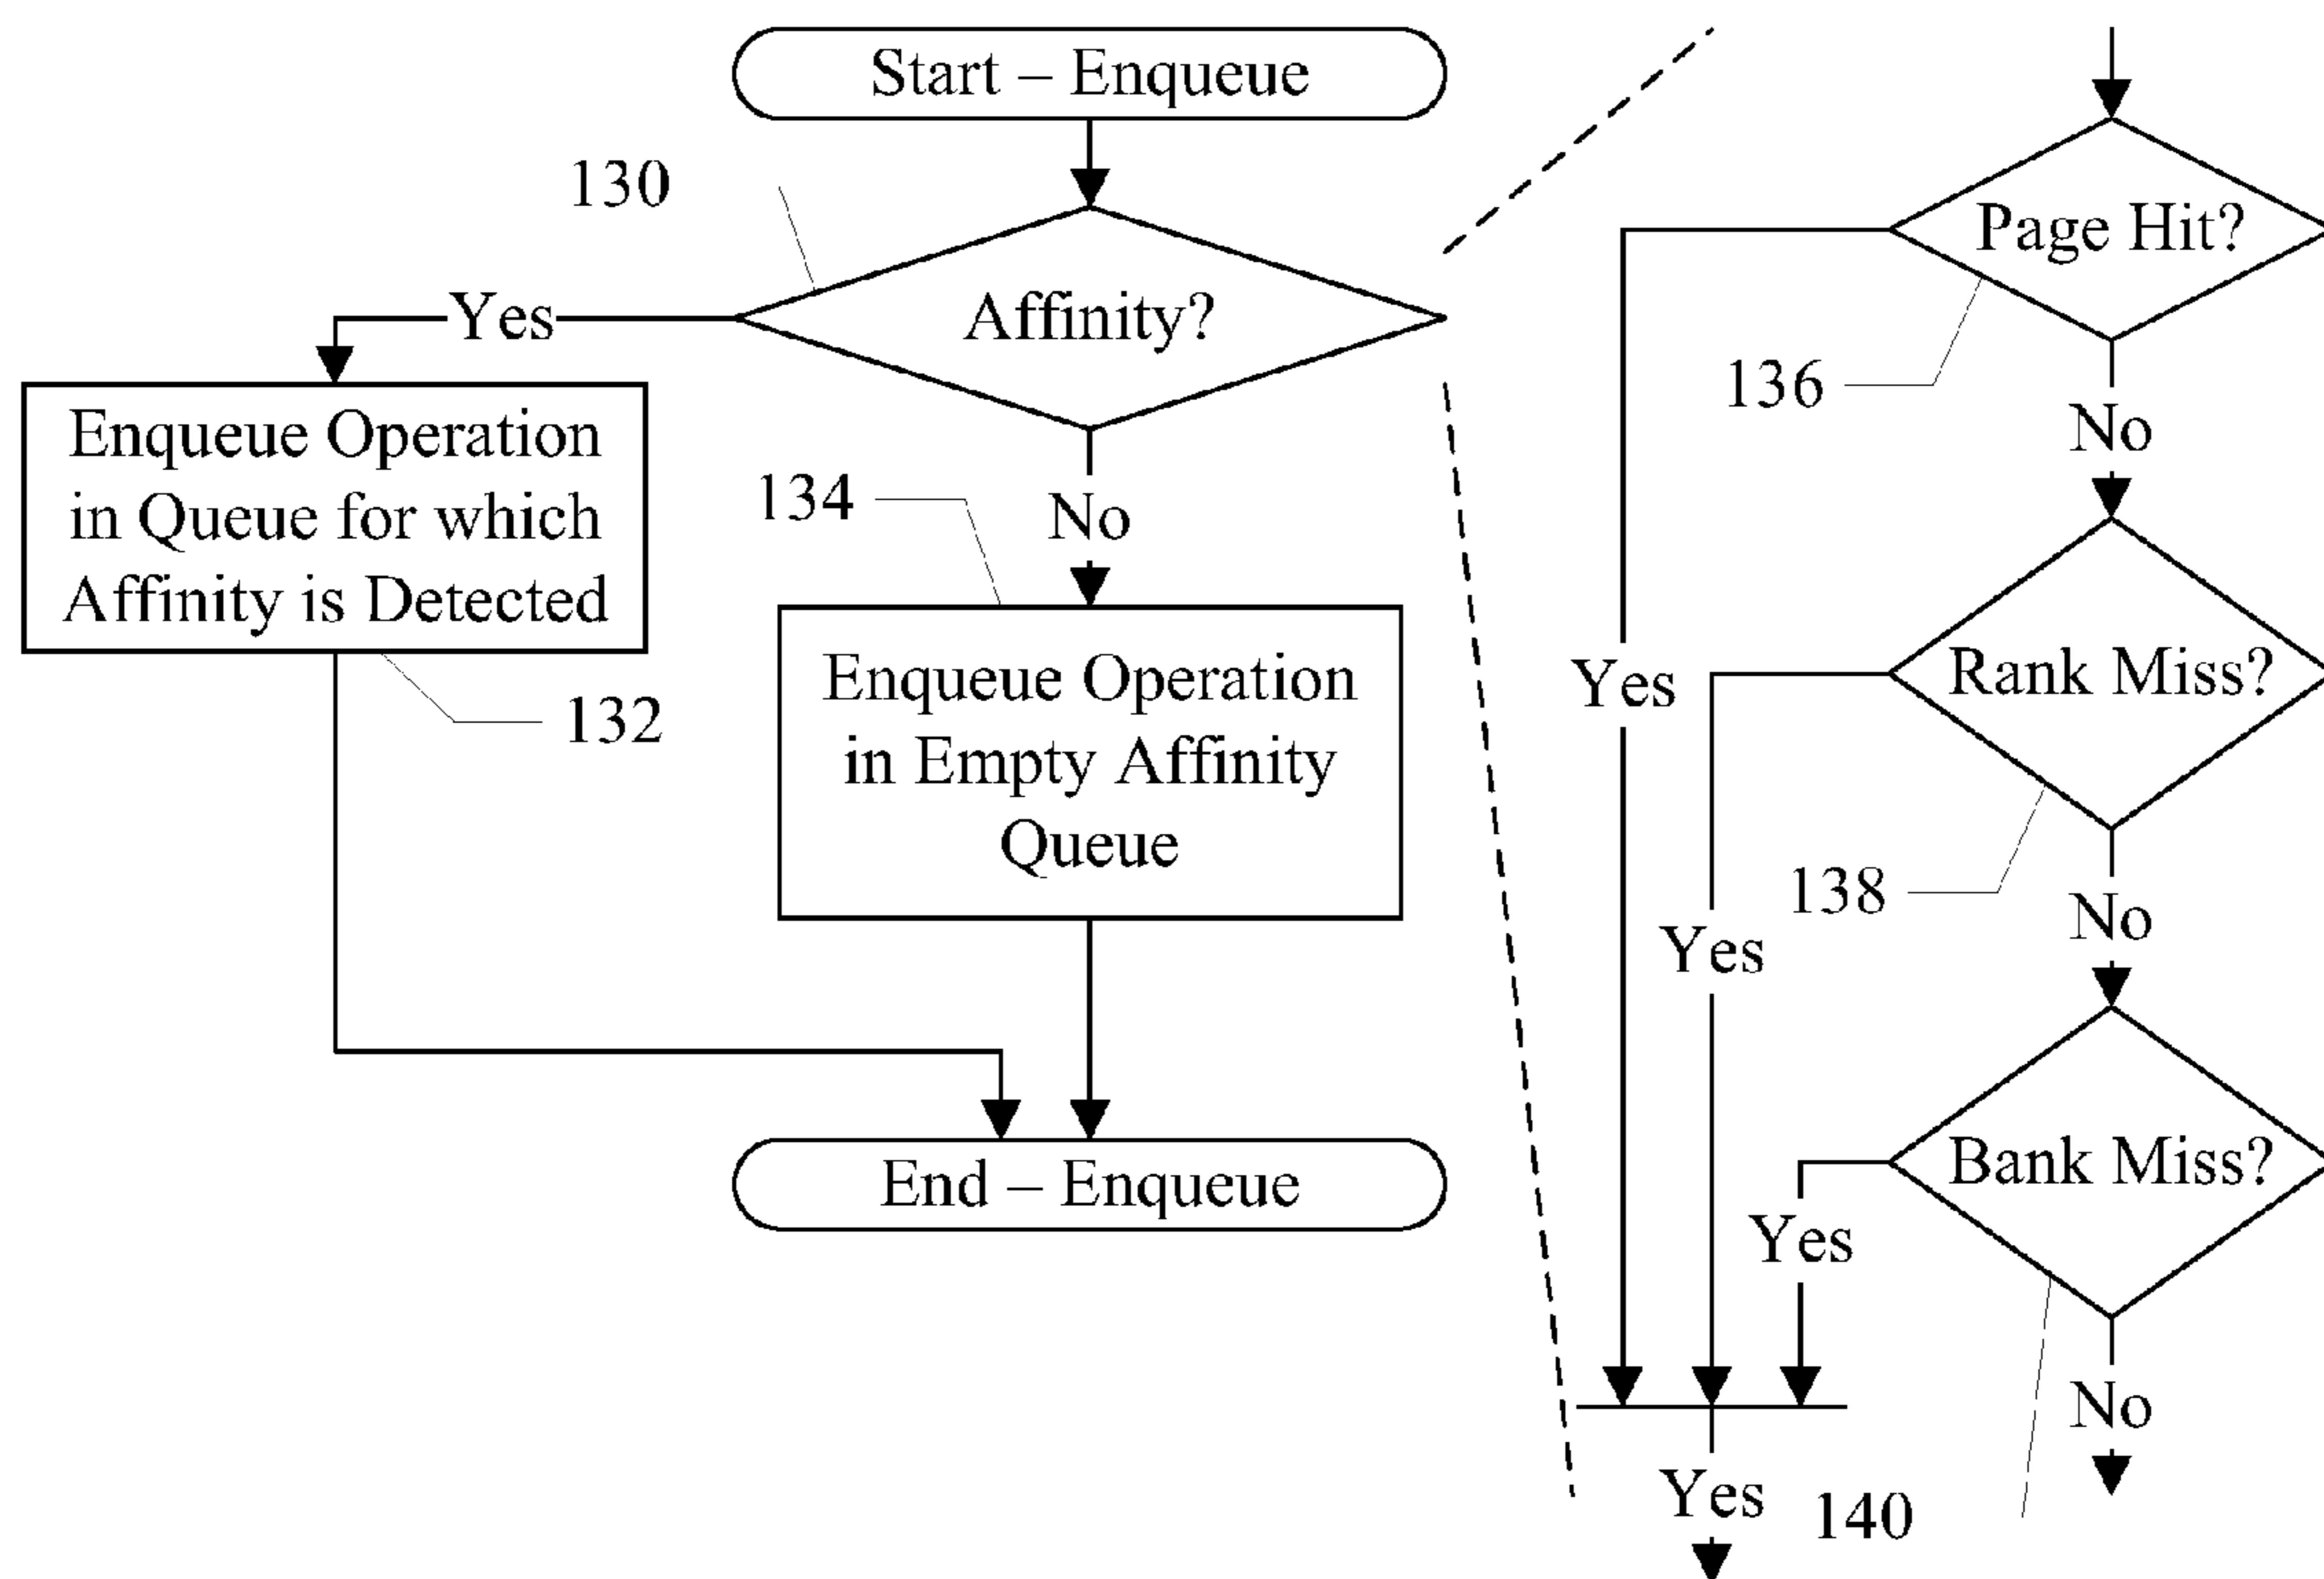 Start – Enqueue
130
Affinity?
Yes
Enqueue Operation
in Queue for which
Affinity is Detected
132
134
No
Enqueue Operation
in Empty Affinity
Queue
End – Enqueue
Page Hit?
136
No
Yes
Rank Miss?
138
No
Yes
Bank Miss?
Yes
No
Yes
140